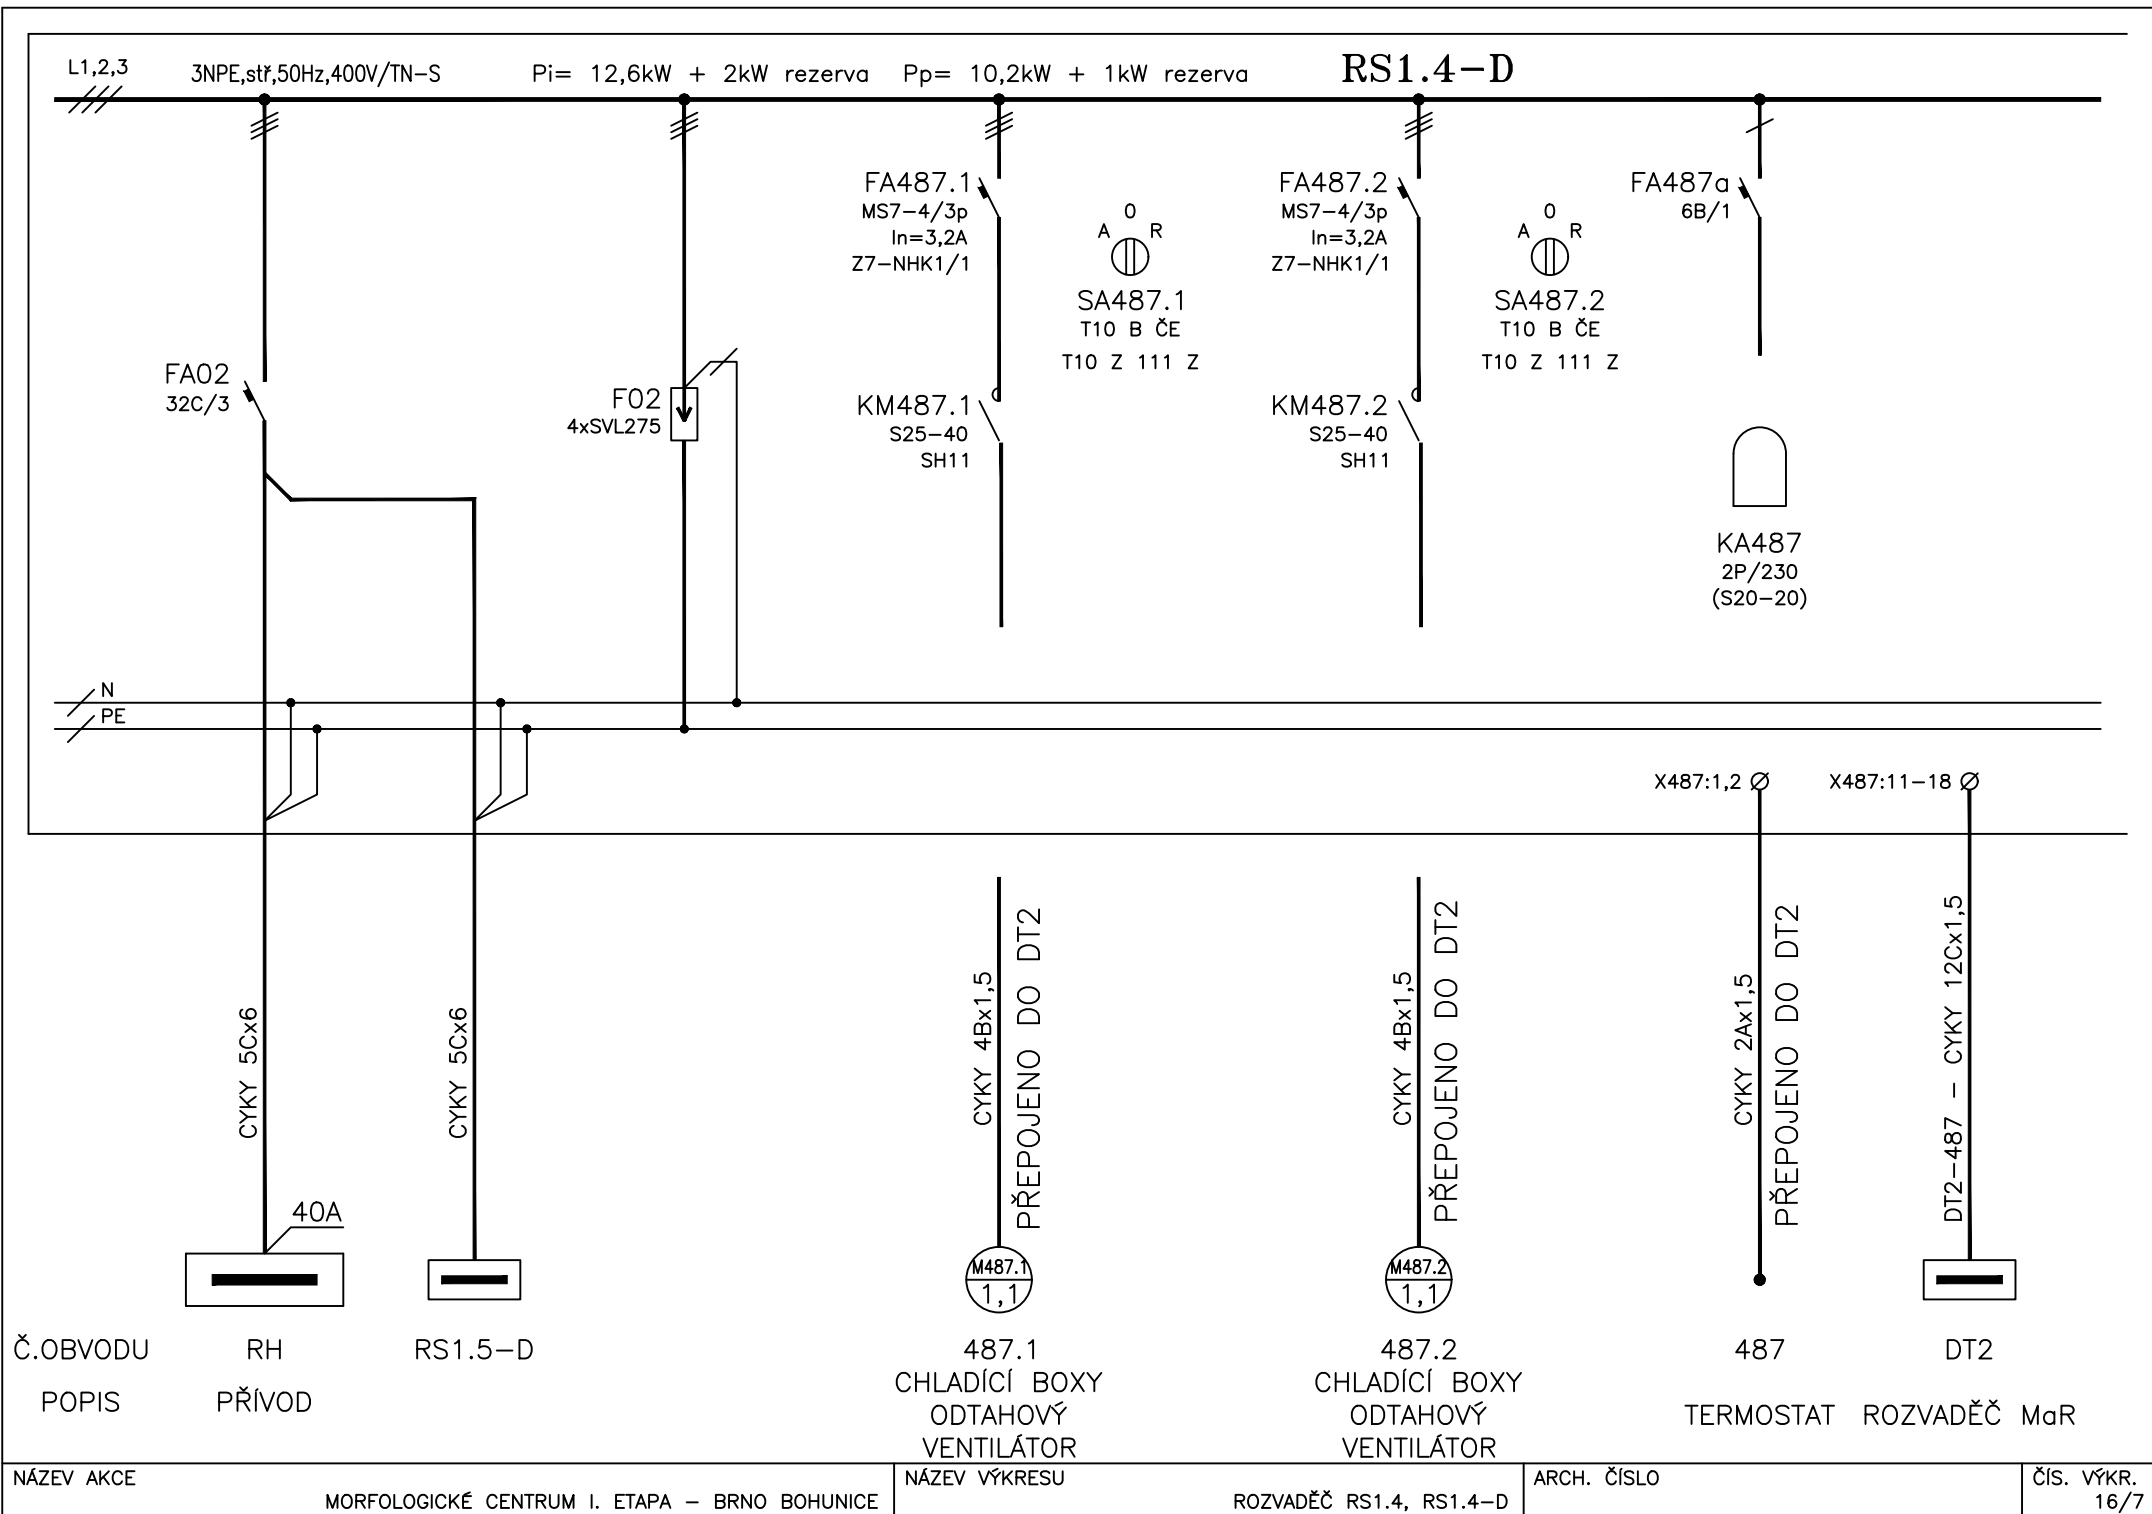 L1,2,3
3NPE,stř,50Hz,400V/TN-S
Pi= 12,6kW + 2kW rezerva
Pp= 10,2kW + 1kW rezerva
RS1.4-D
FA02
32C/3
F02
4xSVL275
FA487.1
MS7-4/3p
In=3,2A
Z7-NHK1/1
A 0 R
SA487.1
T10 B ČE
T10 Z 111 Z
KM487.1
S25-40
SH11
FA487.2
MS7-4/3p
In=3,2A
Z7-NHK1/1
A 0 R
SA487.2
T10 B ČE
T10 Z 111 Z
KM487.2
S25-40
SH11
FA487a
6B/1
KA487
2P/230
(S20-20)
N
PE
X487:1,2
X487:11-18
CYKY 5Cx6
CYKY 5Cx6
CYKY 4Bx1,5
PŘEPOJENO DO DT2
CYKY 4Bx1,5
PŘEPOJENO DO DT2
CYKY 2Ax1,5
PŘEPOJENO DO DT2
DT2-487 - CYKY 12Cx1,5
40A
M487.1
1,1
M487.2
1,1
Č.OBVODU
RH
RS1.5-D
487.1
487.2
487
DT2
POPIS
PŘÍVOD
CHLADÍCÍ BOXY
ODTAHOVÝ
VENTILÁTOR
CHLADÍCÍ BOXY
ODTAHOVÝ
VENTILÁTOR
TERMOSTAT
ROZVADĚČ MaR
NÁZEV AKCE
MORFOLOGICKÉ CENTRUM I. ETAPA - BRNO BOHUNICE
NÁZEV VÝKRESU
ROZVADĚČ RS1.4, RS1.4-D
ARCH. ČÍSLO
ČÍS. VÝKR.
16/7